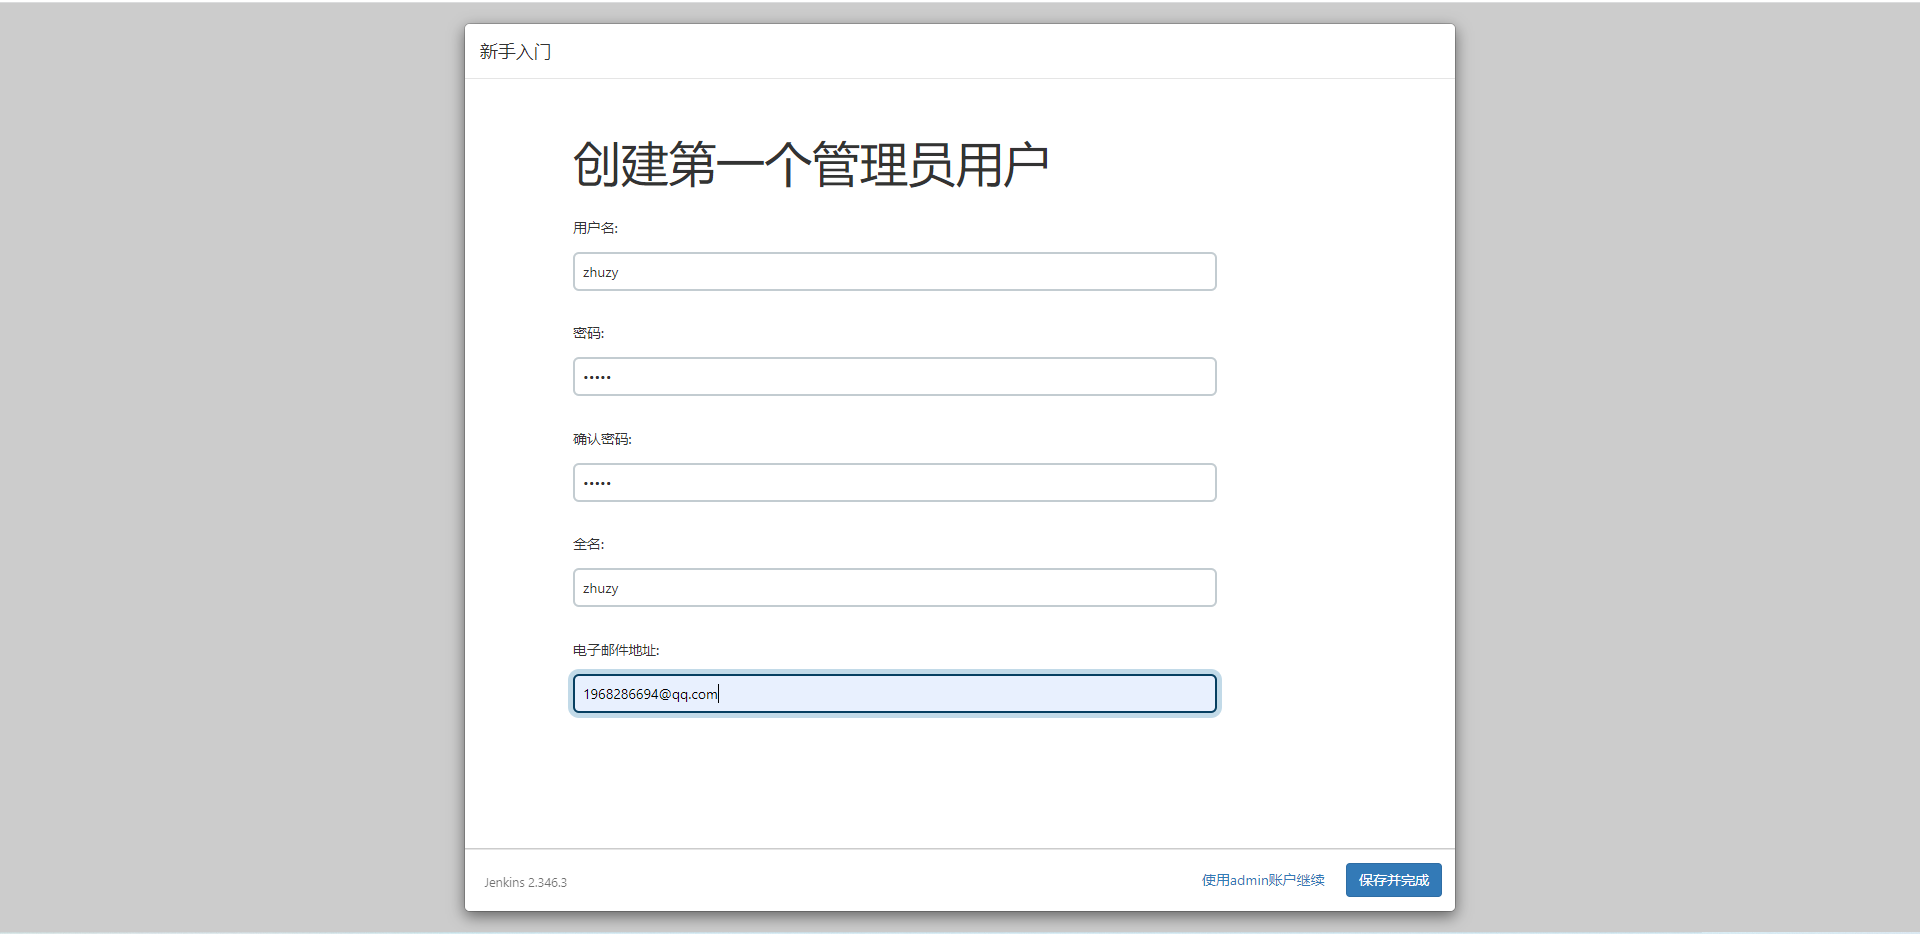 新手入门
创建第一个管理员用户
用户名:
zhuzy
密码:
•••••
确认密码:
•••••
全名:
zhuzy
电子邮件地址:
1968286694@qq.com
Jenkins 2.346.3
使用admin账户继续
保存并完成